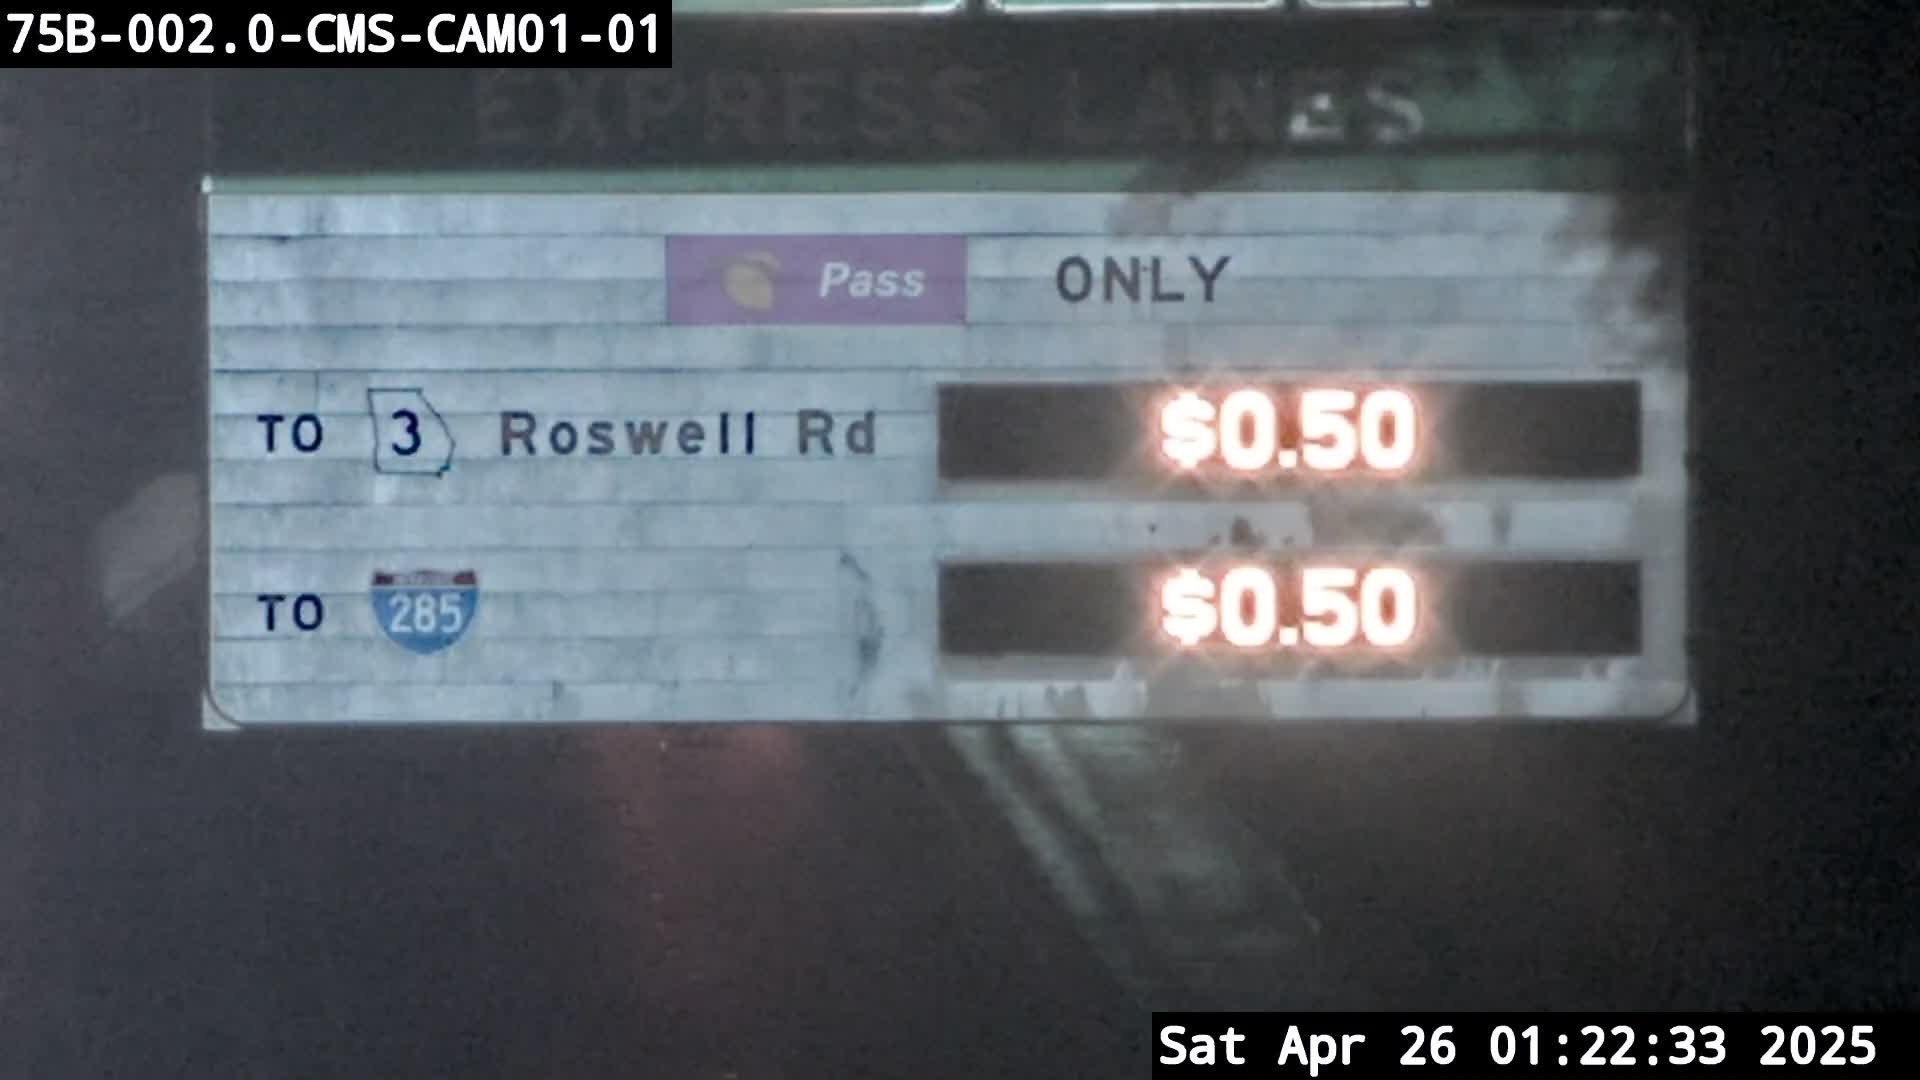 75B-002.0-CMS-CAM01-01
EXPRESS LANES
Pass ONLY
TO 3 Roswell Rd $0.50
TO 285 $0.50
Sat Apr 26 01:22:33 2025